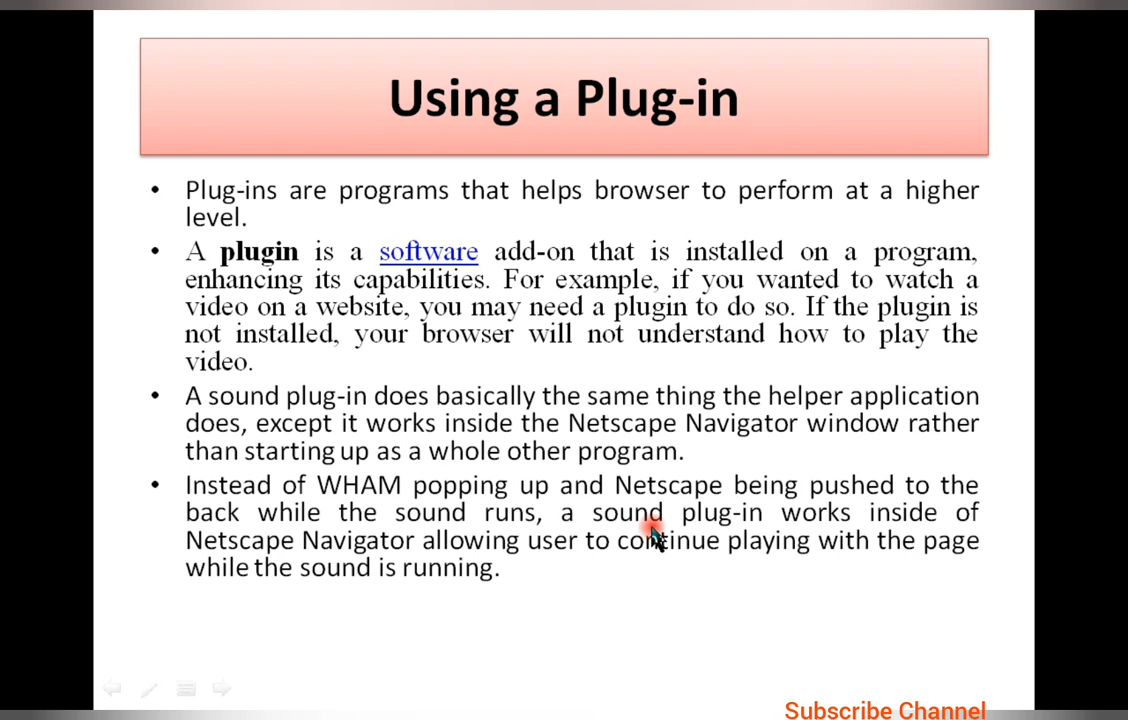 Using a Plug-in
• Plug-ins are programs that helps browser to perform at a higher
level.
• A plugin is a software add-on that is installed on a program,
enhancing its capabilities. For example, if you wanted to watch a
video on a website, you may need a plugin to do so. If the plugin is
not installed, your browser will not understand how to play the
video.
• A sound plug-in does basically the same thing the helper application
does, except it works inside the Netscape Navigator window rather
than starting up as a whole other program.
• Instead of WHAM popping up and Netscape being pushed to the
back while the sound runs, a sound plug-in works inside of
Netscape Navigator allowing user to continue playing with the page
while the sound is running.
Subscribe Channel